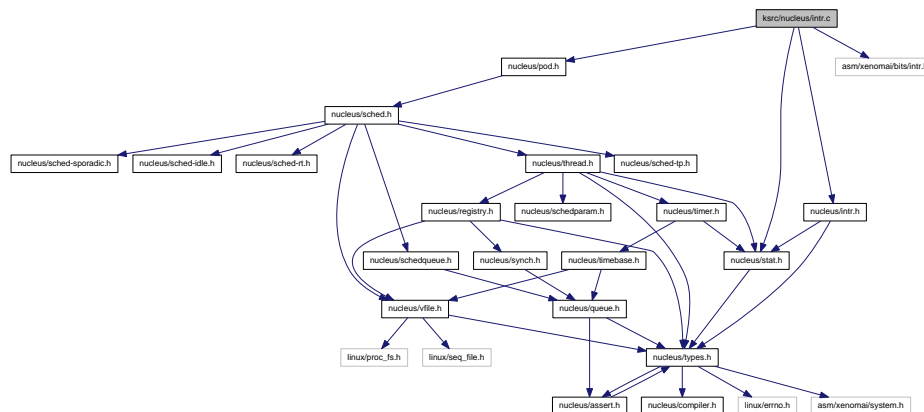 ksrc/nucleus/intr.c
nucleus/pod.h
asm/xenomai/bits/intr.h
nucleus/sched.h
nucleus/sched-sporadic.h
nucleus/sched-idle.h
nucleus/sched-rt.h
nucleus/thread.h
nucleus/sched-tp.h
nucleus/registry.h
nucleus/schedparam.h
nucleus/timer.h
nucleus/intr.h
nucleus/schedqueue.h
nucleus/synch.h
nucleus/timebase.h
nucleus/stat.h
nucleus/vfile.h
nucleus/queue.h
linux/proc_fs.h
linux/seq_file.h
nucleus/types.h
nucleus/assert.h
nucleus/compiler.h
linux/errno.h
asm/xenomai/system.h